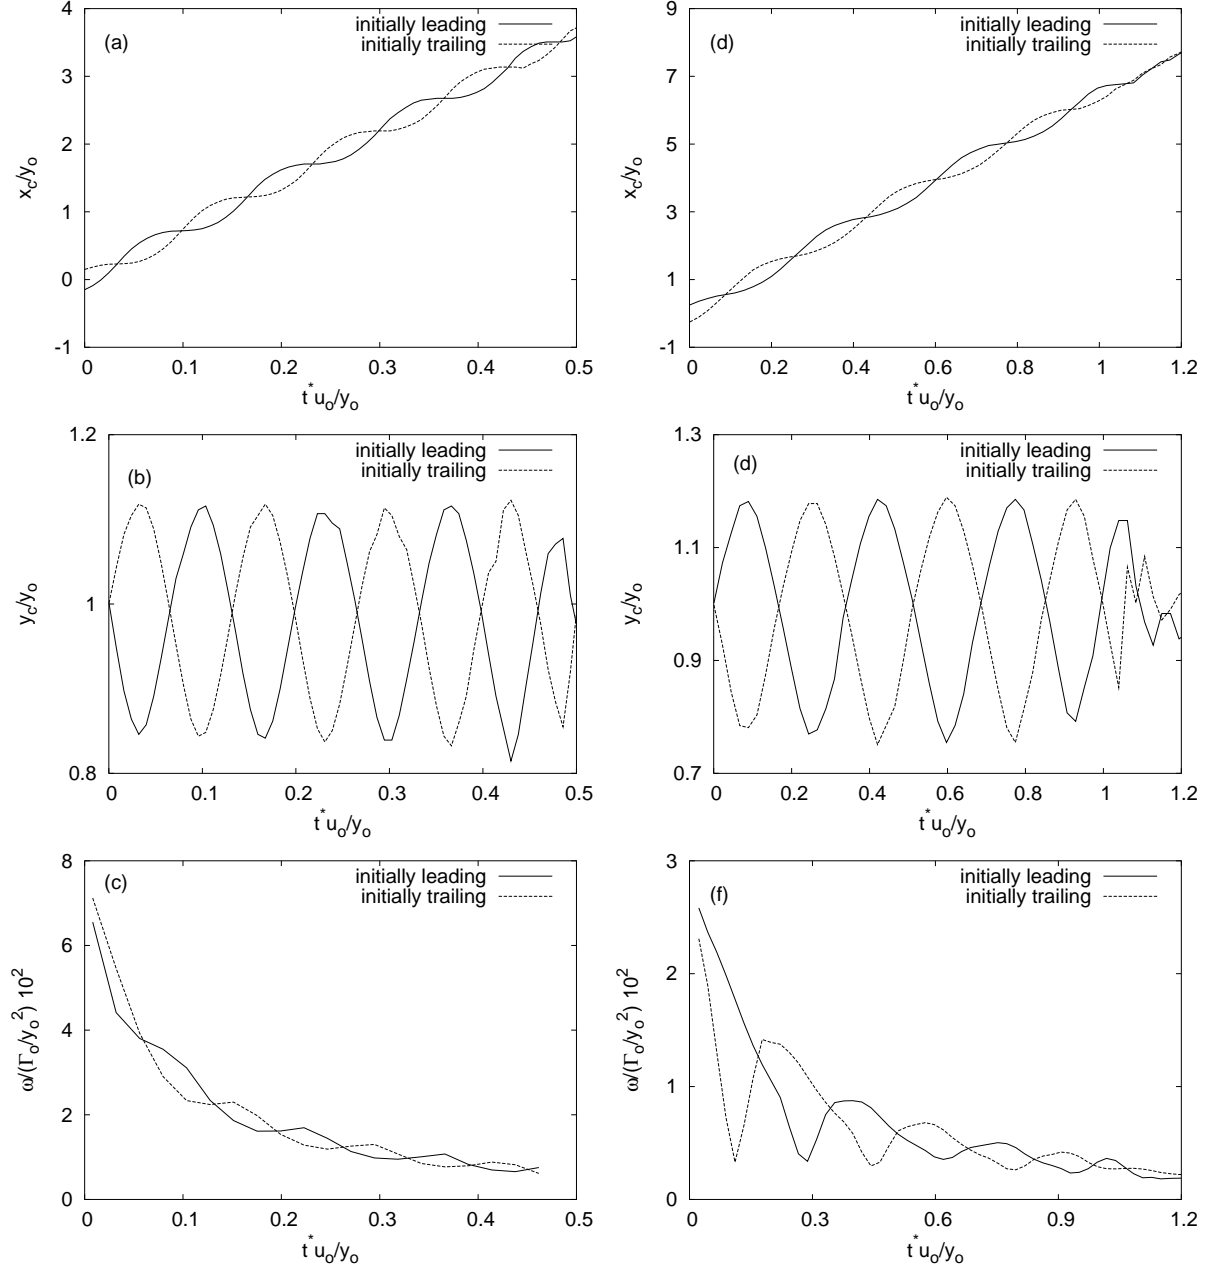 (a)
initially leading
initially trailing
4
3
2
1
0
-1
x_c/y_o
0 0.1 0.2 0.3 0.4 0.5
t^* u_o/y_o
(d)
initially leading
initially trailing
9
7
5
3
1
-1
x_c/y_o
0 0.2 0.4 0.6 0.8 1 1.2
t^* u_o/y_o
(b)
initially leading
initially trailing
1.2
1
0.8
y_c/y_o
0 0.1 0.2 0.3 0.4 0.5
t^* u_o/y_o
(d)
initially leading
initially trailing
1.3
1.1
0.9
0.7
y_c/y_o
0 0.2 0.4 0.6 0.8 1 1.2
t^* u_o/y_o
(c)
initially leading
initially trailing
8
6
4
2
0
ω/(Γ_o/y_o^2) 10^2
0 0.1 0.2 0.3 0.4 0.5
t^* u_o/y_o
(f)
initially leading
initially trailing
3
2
1
0
ω/(Γ_o/y_o^2) 10^2
0 0.3 0.6 0.9 1.2
t^* u_o/y_o